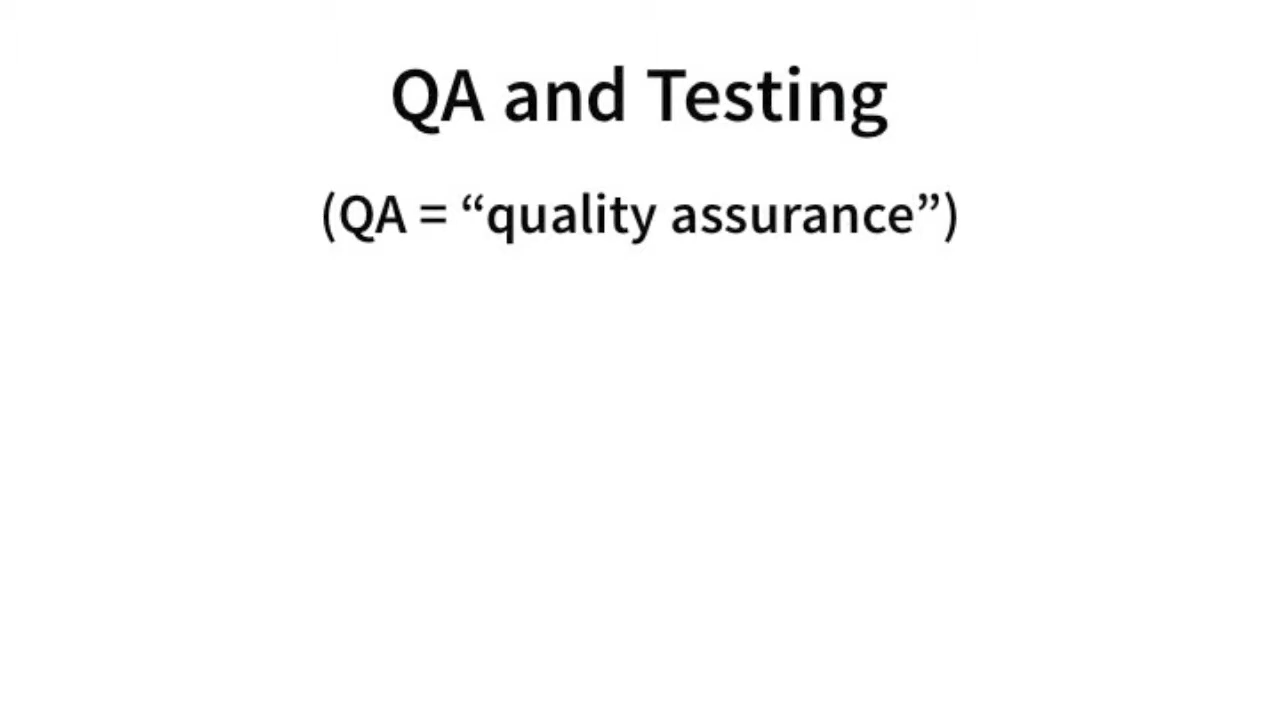 QA and Testing
(QA = “quality assurance”)